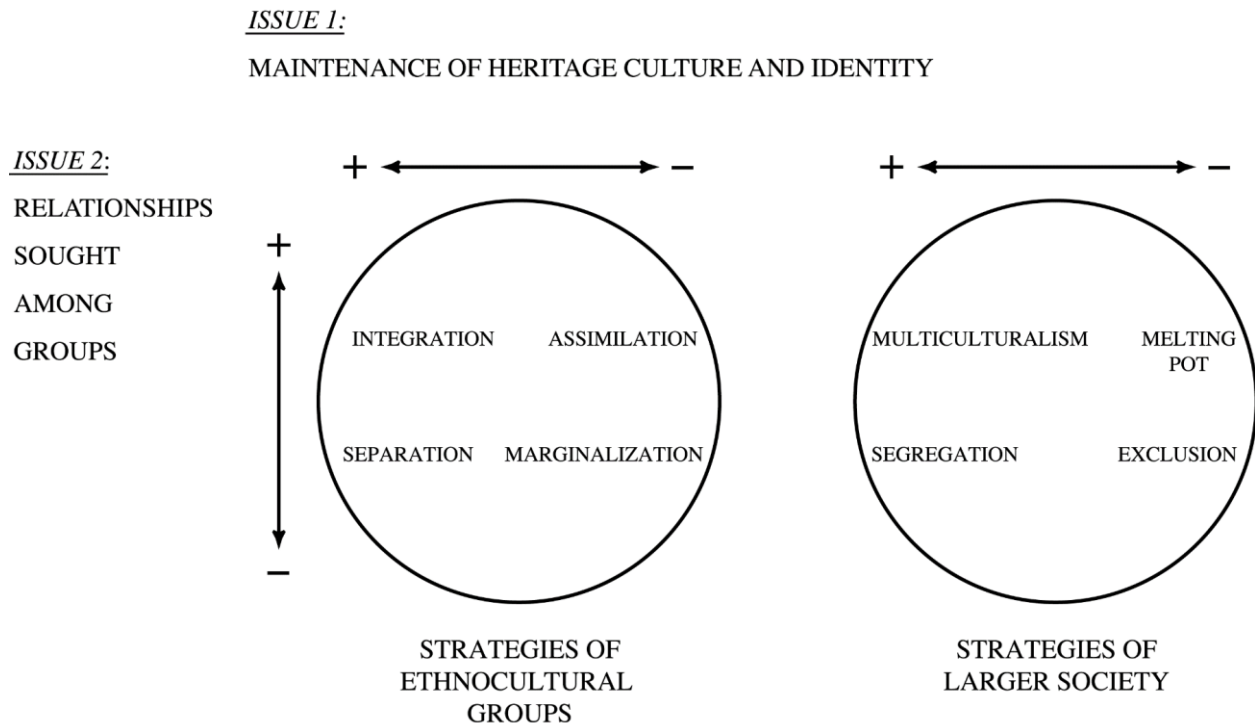 ISSUE 1:
MAINTENANCE OF HERITAGE CULTURE AND IDENTITY
ISSUE 2:
RELATIONSHIPS
SOUGHT
AMONG
GROUPS
+ −
+ −
+
−
INTEGRATION ASSIMILATION
SEPARATION MARGINALIZATION
MULTICULTURALISM MELTING
POT
SEGREGATION EXCLUSION
STRATEGIES OF
ETHNOCULTURAL
GROUPS
STRATEGIES OF
LARGER SOCIETY